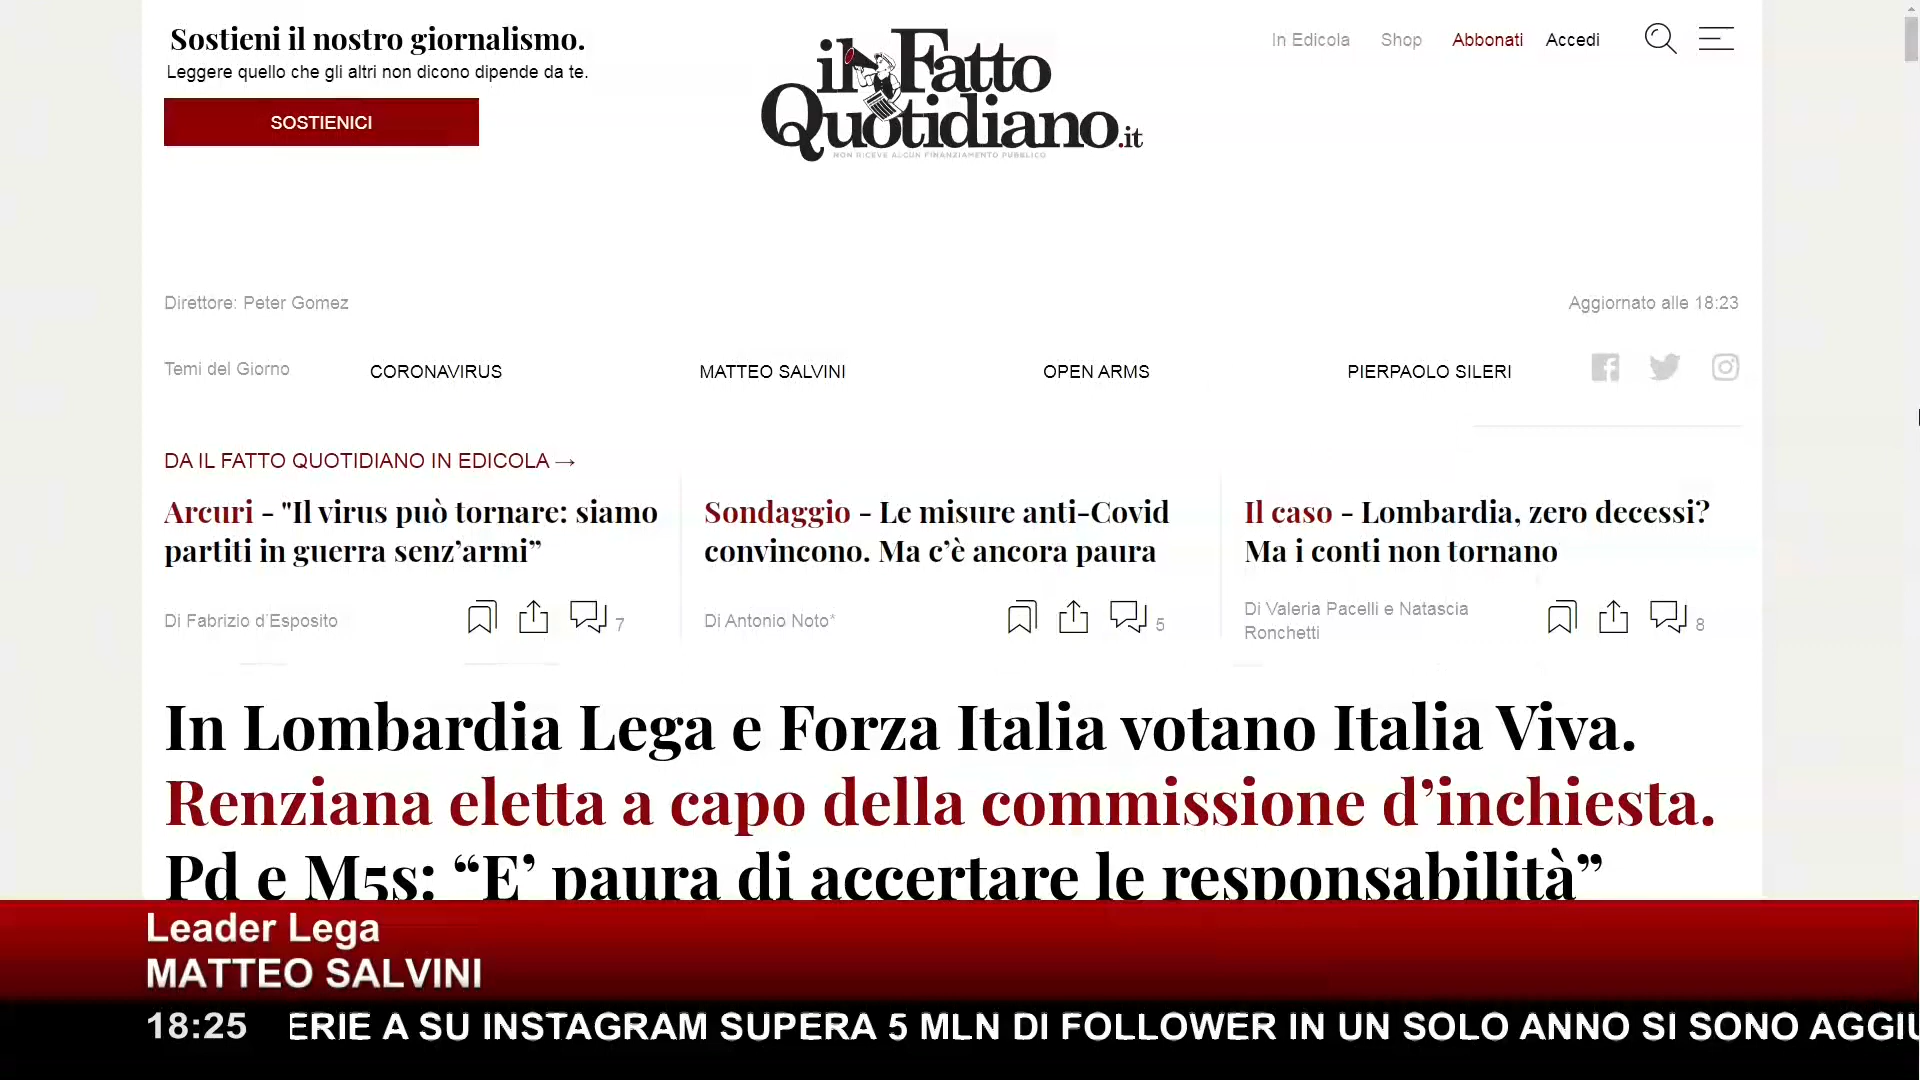 Sostieni il nostro giornalismo.
Leggere quello che gli altri non dicono dipende da te.
SOSTIENICI
il Fatto
Quotidiano.it
NON RICEVE ALCUN FINANZIAMENTO PUBBLICO
In Edicola Shop Abbonati Accedi
Direttore: Peter Gomez
Aggiornato alle 18:23
Temi del Giorno CORONAVIRUS MATTEO SALVINI OPEN ARMS PIERPAOLO SILERI
DA IL FATTO QUOTIDIANO IN EDICOLA →
Arcuri - "Il virus può tornare: siamo
partiti in guerra senz’armi”
Di Fabrizio d’Esposito 7
Sondaggio - Le misure anti-Covid
convincono. Ma c’è ancora paura
Di Antonio Noto* 5
Il caso - Lombardia, zero decessi?
Ma i conti non tornano
Di Valeria Pacelli e Natascia
Ronchetti 8
In Lombardia Lega e Forza Italia votano Italia Viva.
Renziana eletta a capo della commissione d’inchiesta.
Pd e M5s: “E’ paura di accertare le responsabilità”
Leader Lega
MATTEO SALVINI
18:25 ERIE A SU INSTAGRAM SUPERA 5 MLN DI FOLLOWER IN UN SOLO ANNO SI SONO AGGIU